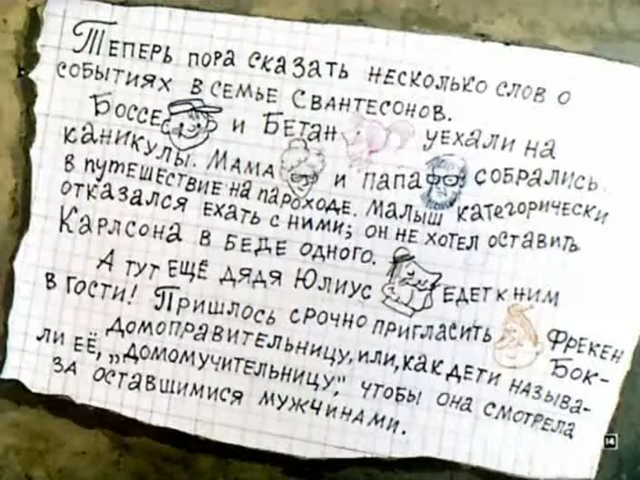 Теперь пора сказать несколько слов о
событиях в семье Свантесонов.
Боссе и Бетан уехали на
каникулы. Мама и папа собрались
в путешествие на пароходе. Малыш категорически
отказался ехать с ними; он не хотел оставить
Карлсона в беде одного.
А тут ещё дядя Юлиус едет к ним
в гости! Пришлось срочно пригласить фрекен
Бок-
домоправительницу, или, как дети называ-
ли её, „домомучительницу", чтобы она смотрела
за оставшимися мужчинами.
14